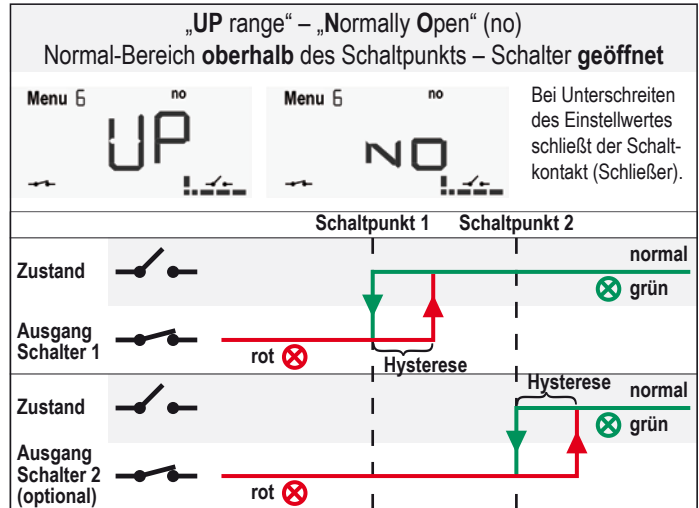 „UP range“ – „Normally Open“ (no)
Normal-Bereich oberhalb des Schaltpunkts – Schalter geöffnet
Menu 6 no
UP
Menu 6 no
NO
Bei Unterschreiten
des Einstellwertes
schließt der Schalt-
kontakt (Schließer).
Schaltpunkt 1 Schaltpunkt 2
Zustand
normal
grün
Ausgang
Schalter 1
rot
Hysterese
Zustand
Hysterese
normal
grün
Ausgang
Schalter 2
(optional)
rot